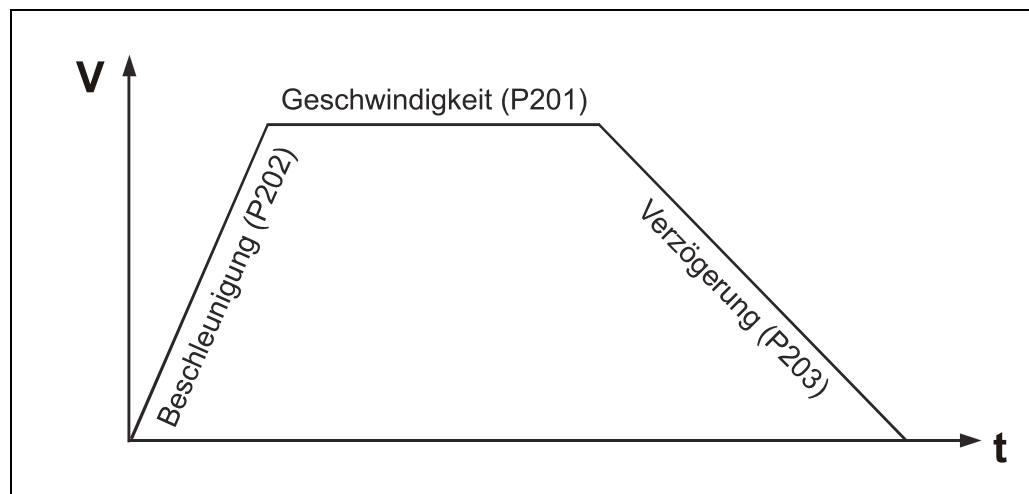 V
Geschwindigkeit (P201)
Beschleunigung (P202)
Verzögerung (P203)
t